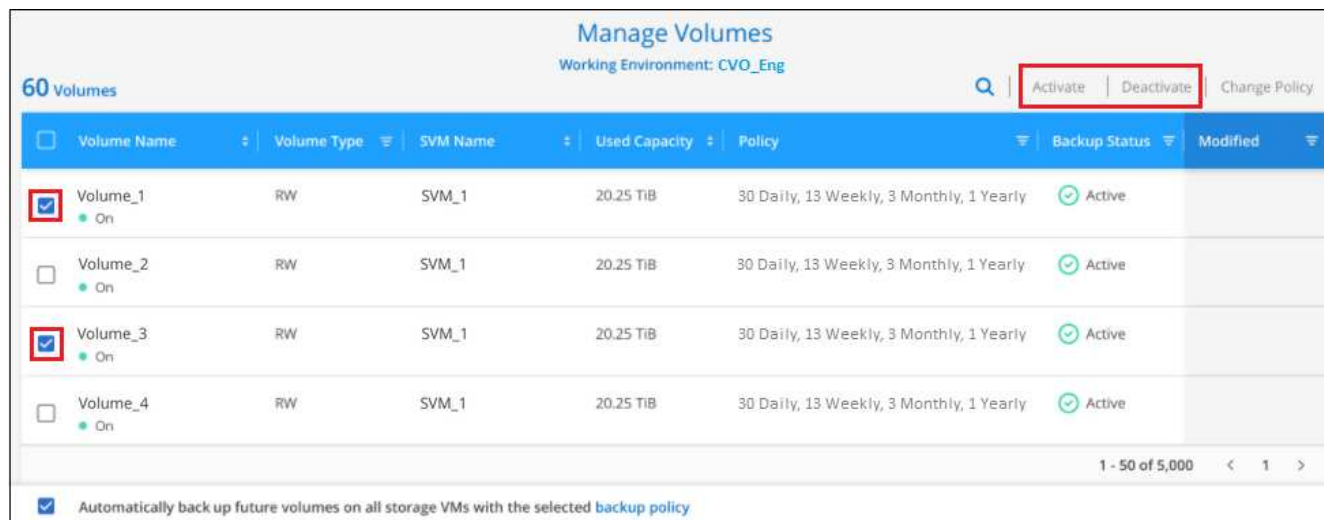 Manage Volumes
Working Environment: CVO_Eng
60 Volumes
Activate | Deactivate | Change Policy
Volume Name Volume Type SVM Name Used Capacity Policy Backup Status Modified
Volume_1 RW SVM_1 20.25 TiB 30 Daily, 13 Weekly, 3 Monthly, 1 Yearly Active
On
Volume_2 RW SVM_1 20.25 TiB 30 Daily, 13 Weekly, 3 Monthly, 1 Yearly Active
On
Volume_3 RW SVM_1 20.25 TiB 30 Daily, 13 Weekly, 3 Monthly, 1 Yearly Active
On
Volume_4 RW SVM_1 20.25 TiB 30 Daily, 13 Weekly, 3 Monthly, 1 Yearly Active
On
1 - 50 of 5,000 < 1 >
Automatically back up future volumes on all storage VMs with the selected backup policy